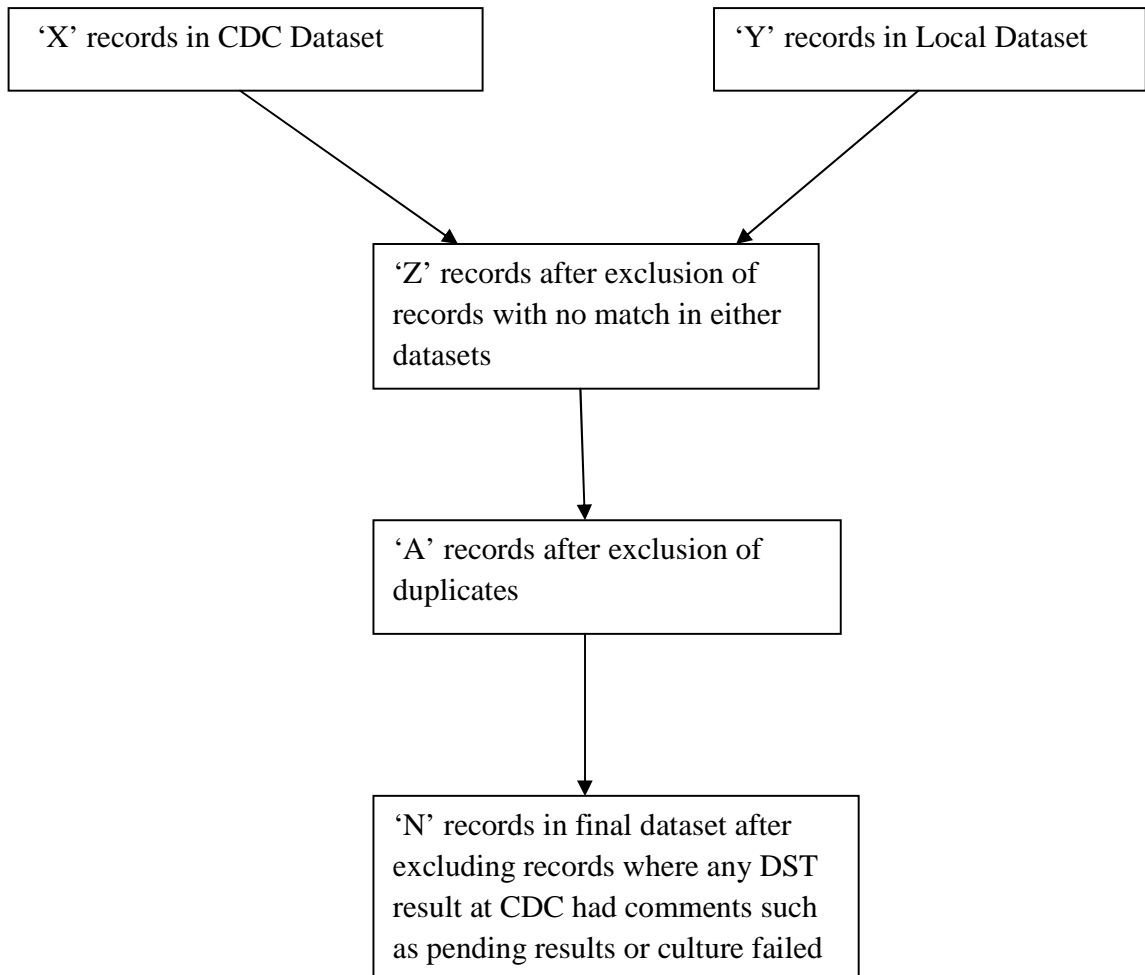 ‘X’ records in CDC Dataset
‘Y’ records in Local Dataset
‘Z’ records after exclusion of
records with no match in either
datasets
‘A’ records after exclusion of
duplicates
‘N’ records in final dataset after
excluding records where any DST
result at CDC had comments such
as pending results or culture failed